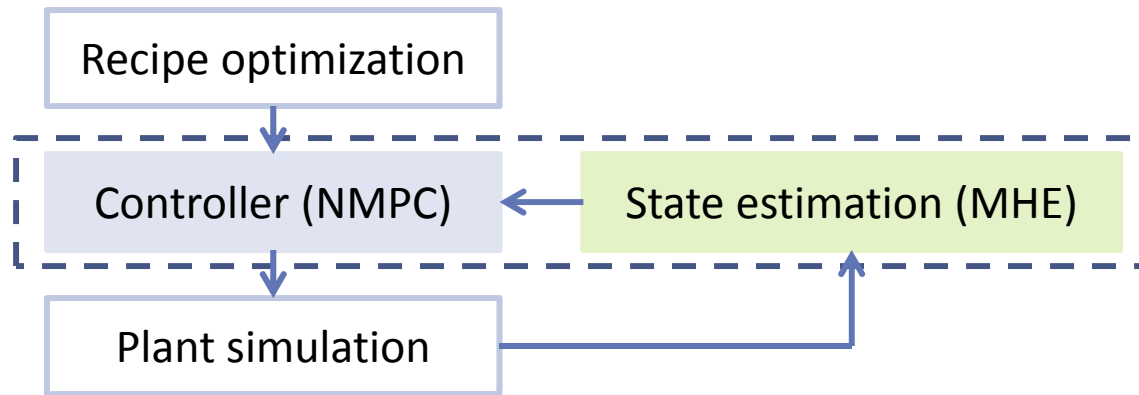 Recipe optimization
Controller (NMPC)
State estimation (MHE)
Plant simulation